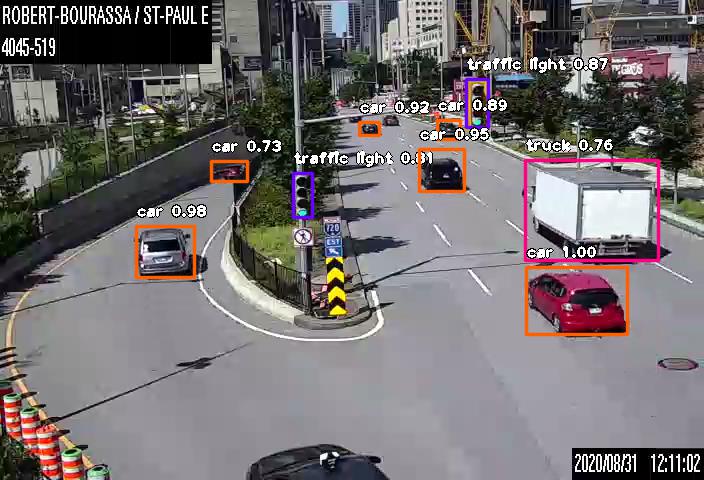 ROBERT-BOURASSA / ST-PAUL E
4045-519
traffic light 0.87
car 0.92
car 0.89
car 0.95
car 0.73
truck 0.76
traffic light 0.81
car 0.98
720
EST
car 1.00
2020/08/31 12:11:02